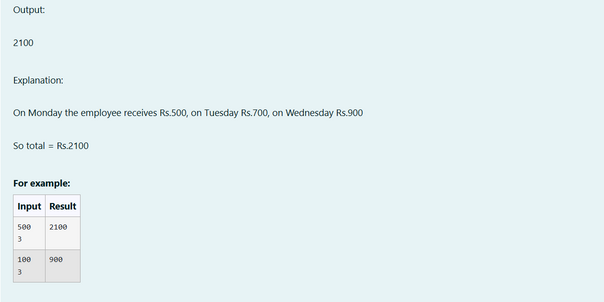 Output:
2100
Explanation:
On Monday the employee receives Rs.500, on Tuesday Rs.700, on Wednesday Rs.900
So total = Rs.2100
For example:
Input Result
500 2100
3
100 900
3